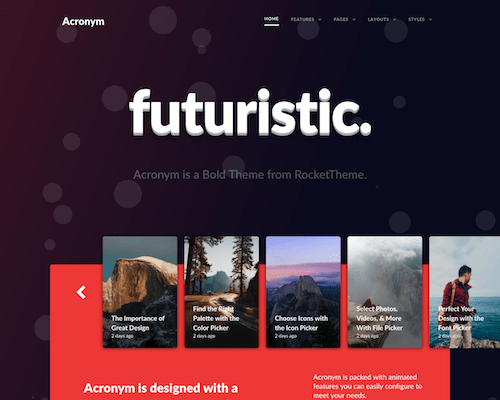 Acronym
HOME FEATURES PAGES LAYOUTS STYLES
futuristic.
Acronym is a Bold Theme from RocketTheme.
The Importance of
Great Design
2 days ago
Find the Right
Palette with the
Color Picker
2 days ago
Choose Icons with
the Icon Picker
2 days ago
Select Photos,
Videos, & More
With File Picker
2 days ago
Perfect Your
Design with the
Font Picker
2 days ago
Acronym is designed with a
Acronym is packed with animated
features you can easily configure to
meet your needs.